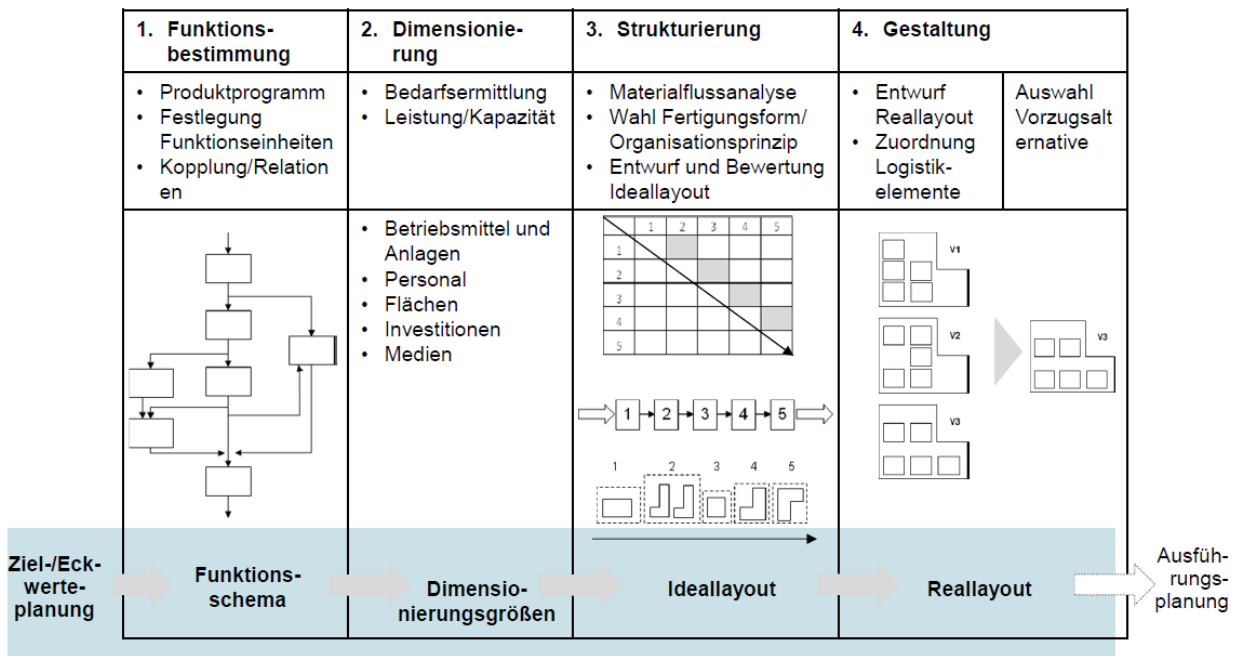 1. Funktions-
bestimmung
2. Dimensionie-
rung
3. Strukturierung
4. Gestaltung
• Produktprogramm
• Festlegung
Funktionseinheiten
• Kopplung/Relation
en
• Bedarfsermittlung
• Leistung/Kapazität
• Materialflussanalyse
• Wahl Fertigungsform/
Organisationsprinzip
• Entwurf und Bewertung
Ideallayout
• Entwurf
Reallayout
• Zuordnung
Logistik-
elemente
Auswahl
Vorzugsalt
ernative
• Betriebsmittel und
Anlagen
• Personal
• Flächen
• Investitionen
• Medien
1 2 3 4 5
1
2
3
4
5
1 2 3 4 5
1 2 3 4 5
V1
V2
V3
V3
Ziel-/Eck-
werte-
planung
Funktions-
schema
Dimensio-
nierungsgrößen
Ideallayout
Reallayout
Ausfüh-
rungs-
planung